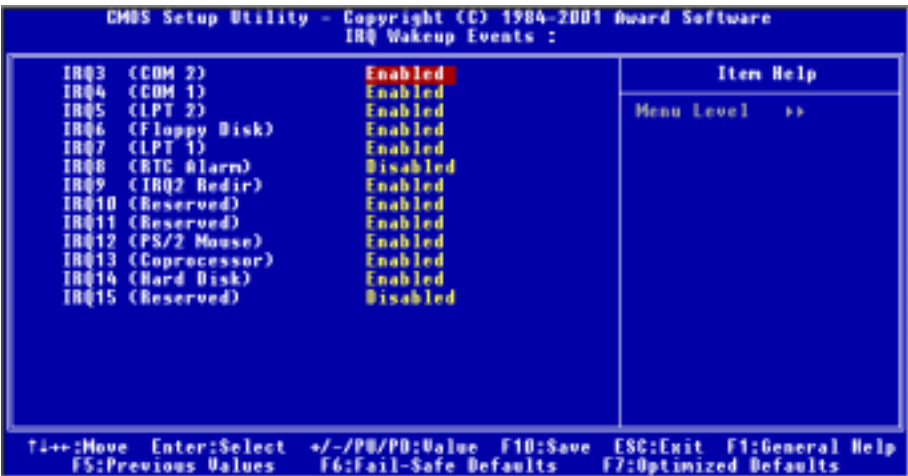 CMOS Setup Utility - Copyright (C) 1984-2001 Award Software
IRQ Wakeup Events :
IRQ3 (COM 2) Enabled
IRQ4 (COM 1) Enabled
IRQ5 (LPT 2) Enabled
IRQ6 (Floppy Disk) Enabled
IRQ7 (LPT 1) Enabled
IRQ8 (RTC Alarm) Disabled
IRQ9 (IRQ2 Redir) Enabled
IRQ10 (Reserved) Enabled
IRQ11 (Reserved) Enabled
IRQ12 (PS/2 Mouse) Enabled
IRQ13 (Coprocessor) Enabled
IRQ14 (Hard Disk) Enabled
IRQ15 (Reserved) Disabled
Item Help
Menu Level ▸▸
↑↓→←:Move Enter:Select +/-/PU/PD:Value F10:Save ESC:Exit F1:General Help
F5:Previous Values F6:Fail-Safe Defaults F7:Optimized Defaults